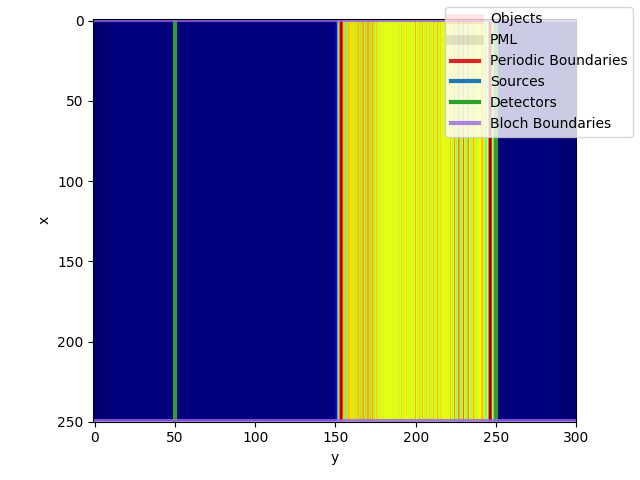 Objects
PML
Periodic Boundaries
Sources
Detectors
Bloch Boundaries
0
50
100
150
200
250
x
0 50 100 150 200 250 300
y